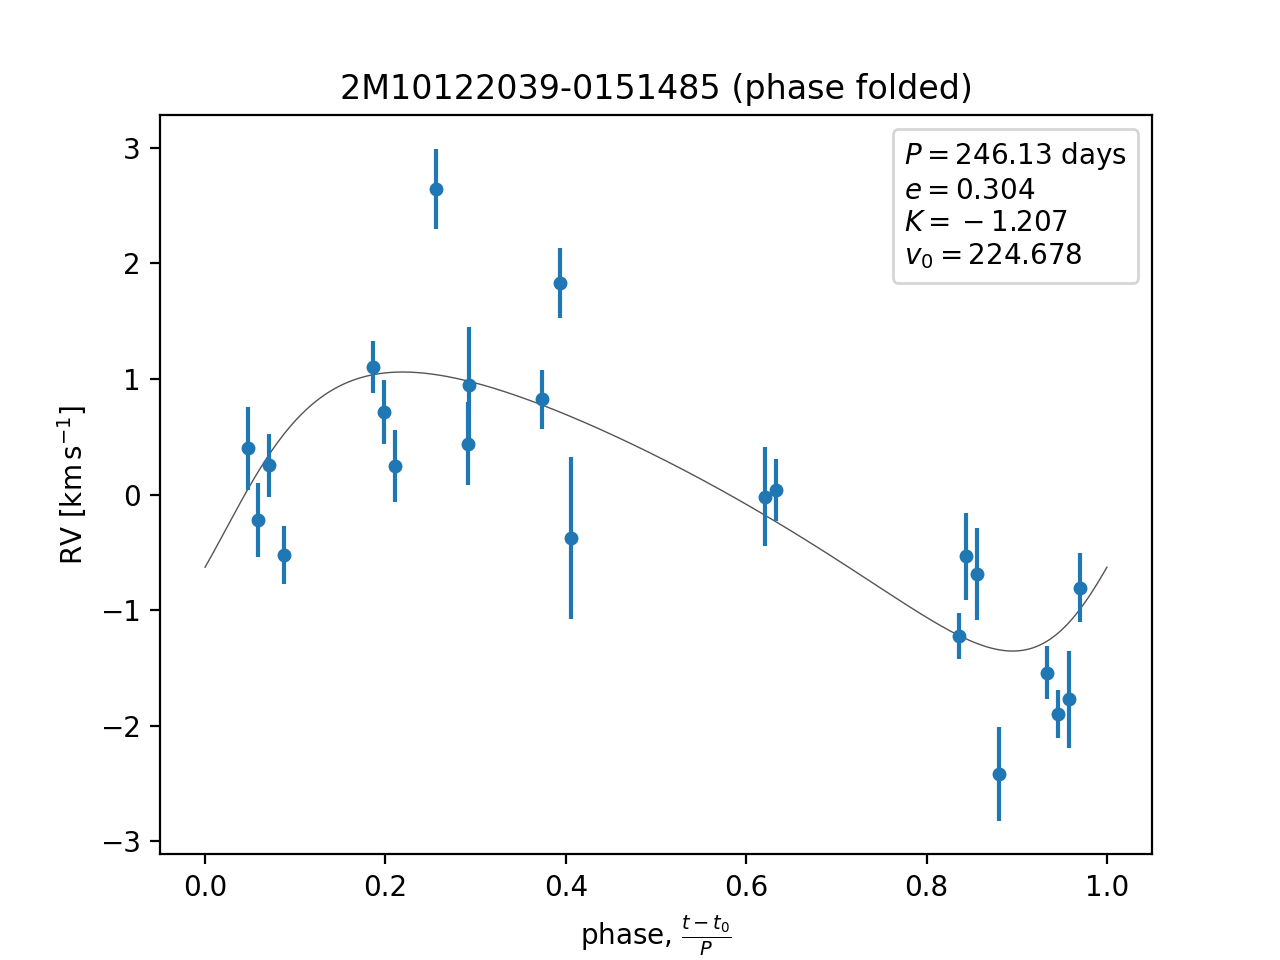 2M10122039-0151485 (phase folded)
P = 246.13 days
e = 0.304
K = −1.207
v₀ = 224.678
3
2
1
0
−1
−2
−3
RV [km s⁻¹]
0.0 0.2 0.4 0.6 0.8 1.0
phase, (t − t₀)/P